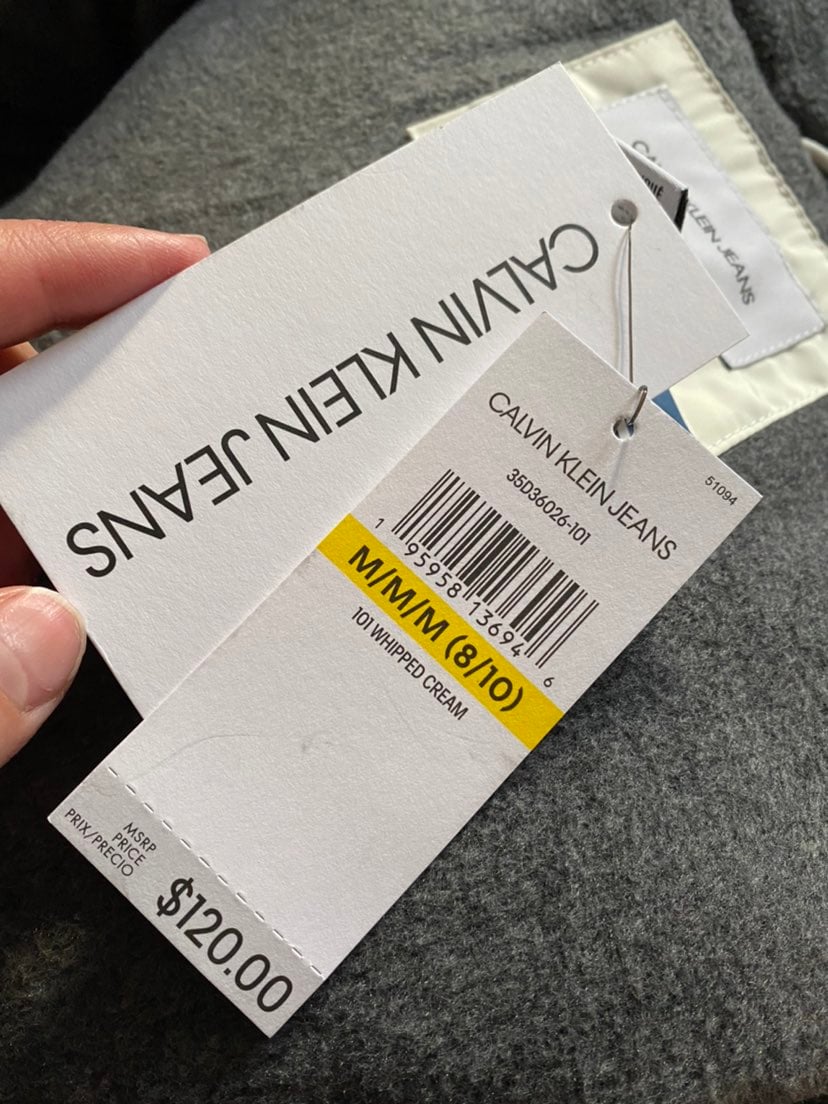 CALVIN KLEIN JEANS
CALVIN KLEIN JEANS
CALVIN KLEIN JEANS
51094
35D36026-101
1 95958 13694 6
M/M/M (8/10)
101 WHIPPED CREAM
MSRP
PRICE
PRIX/PRECIO
$120.00